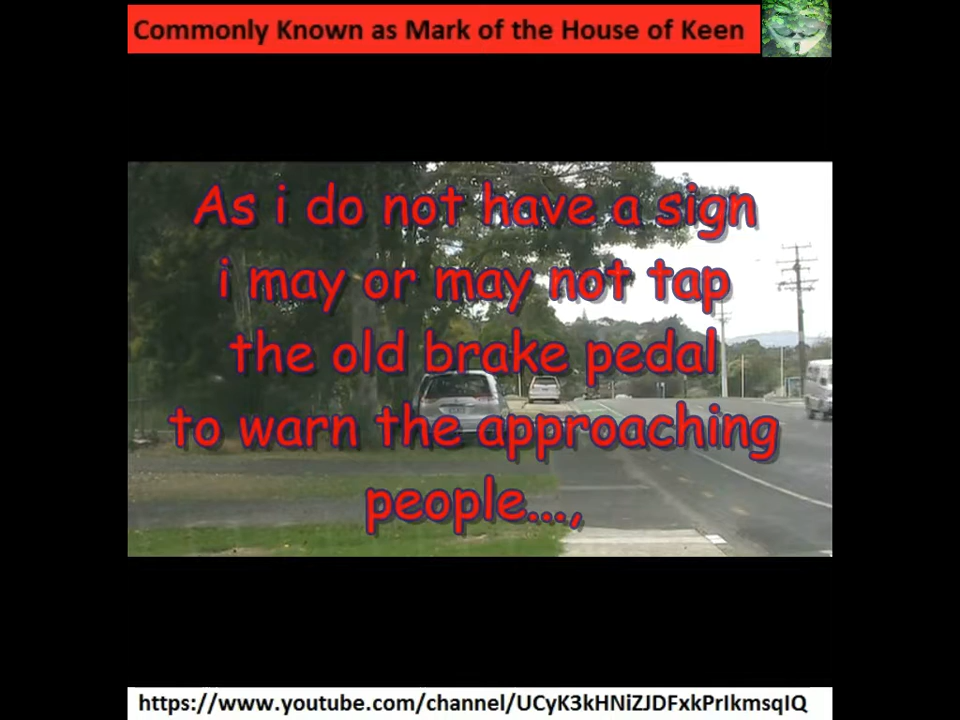 Commonly Known as Mark of the House of Keen
As i do not have a sign
i may or may not tap
the old brake pedal
to warn the approaching
people...,
https://www.youtube.com/channel/UCyK3kHNiZJDFxkPrIkmsqIQ